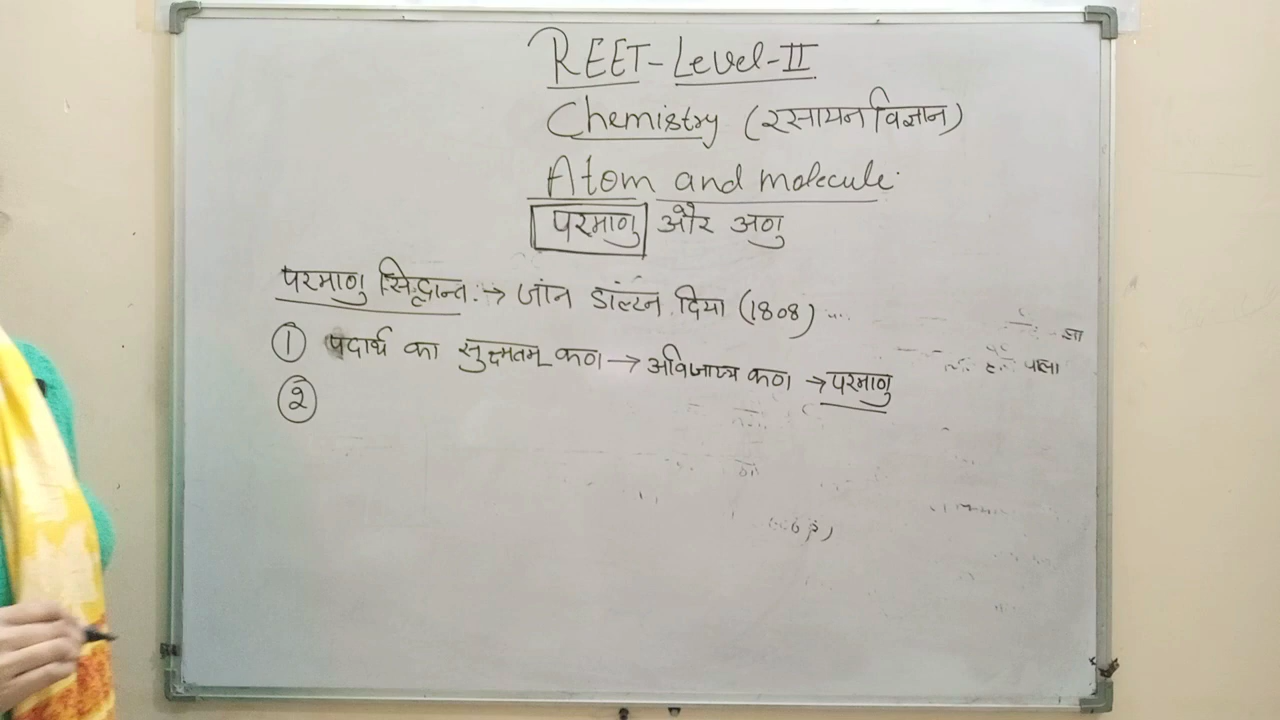 REET-Level-II
Chemistry (रसायन विज्ञान)
Atom and molecule.
परमाणु और अणु
परमाणु सिद्धान्त :→ जॉन डॉल्टन दिया (1808)
① पदार्थ का सुक्ष्मतम् कण → अविभाज्य कण → परमाणु
②